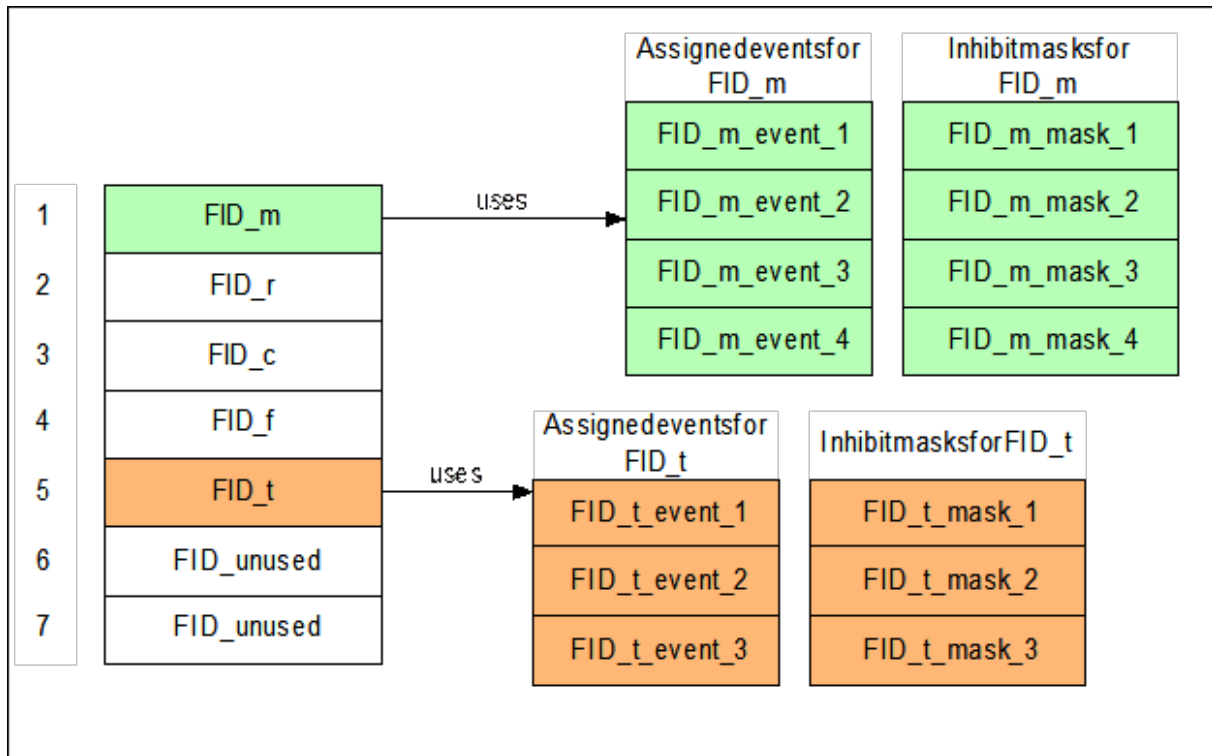 Assignedeventsfor
FID_m
Inhibitmasksfor
FID_m
FID_m_event_1
FID_m_mask_1
1
FID_m
uses
FID_m_event_2
FID_m_mask_2
2
FID_r
FID_m_event_3
FID_m_mask_3
3
FID_c
FID_m_event_4
FID_m_mask_4
4
FID_f
Assignedeventsfor
FID_t
InhibitmasksforFID_t
5
FID_t
uses
FID_t_event_1
FID_t_mask_1
6
FID_unused
FID_t_event_2
FID_t_mask_2
7
FID_unused
FID_t_event_3
FID_t_mask_3